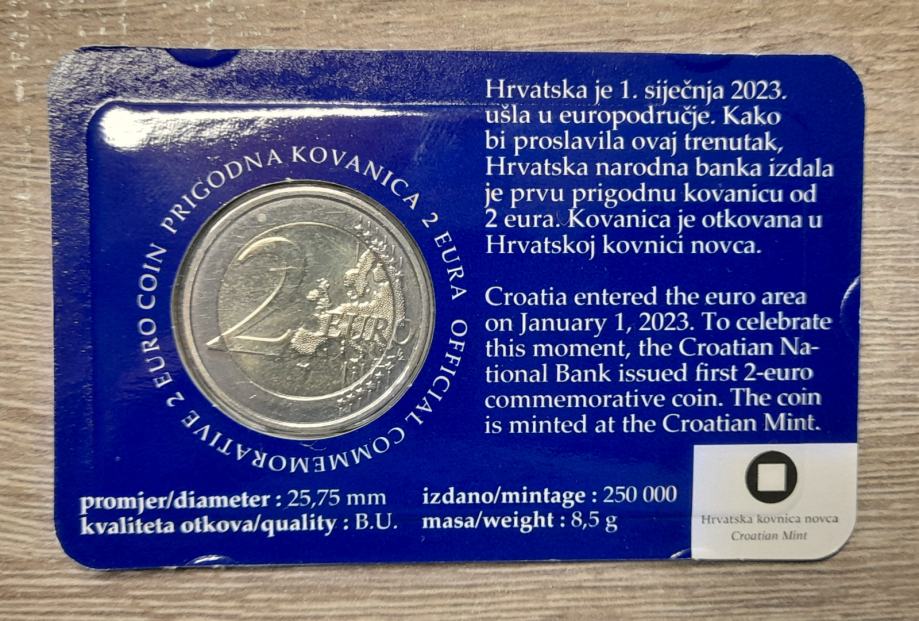 PRIGODNA KOVANICA 2 EURA OFFICIAL COMMEMORATIVE 2 EURO COIN
2 EURO
Hrvatska je 1. siječnja 2023.
ušla u europodručje. Kako
bi proslavila ovaj trenutak,
Hrvatska narodna banka izdala
je prvu prigodnu kovanicu od
2 eura. Kovanica je otkovana u
Hrvatskoj kovnici novca.
Croatia entered the euro area
on January 1, 2023. To celebrate
this moment, the Croatian Na-
tional Bank issued first 2-euro
commemorative coin. The coin
is minted at the Croatian Mint.
promjer/diameter : 25,75 mm
kvaliteta otkova/quality : B.U.
izdano/mintage : 250 000
masa/weight : 8,5 g
Hrvatska kovnica novca
Croatian Mint